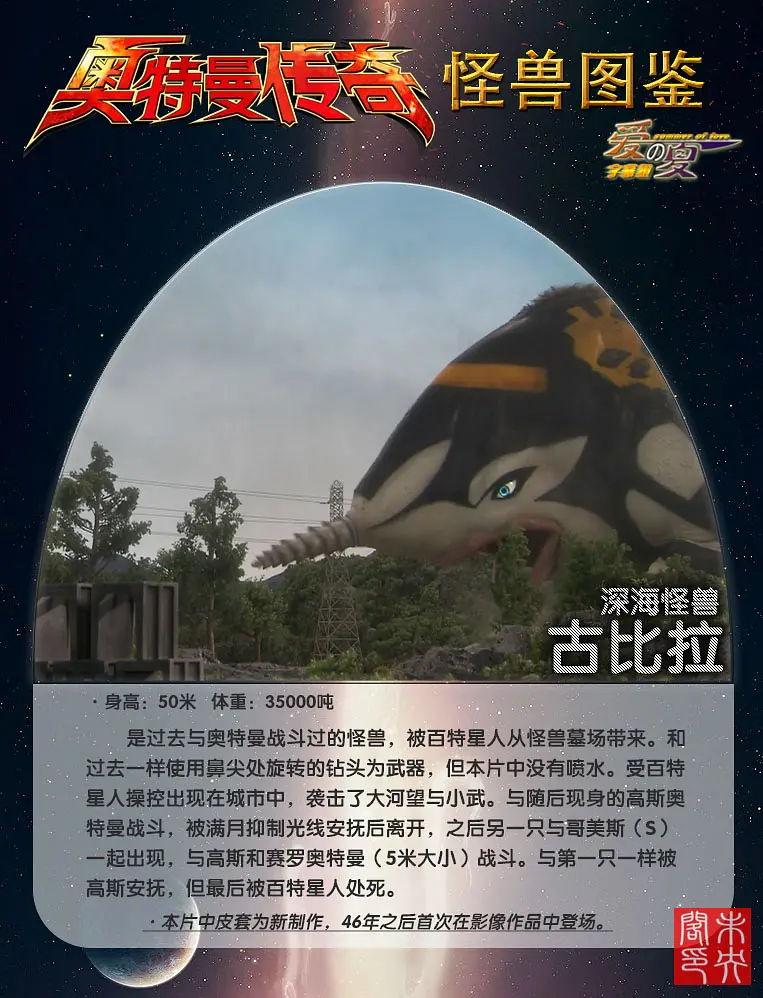 奥特曼传奇
怪兽图鉴
summer of love
爱の夏
字幕组
深海怪兽
古比拉
·身高：50米 体重：35000吨
是过去与奥特曼战斗过的怪兽，被百特星人从怪兽墓场带来。和
过去一样使用鼻尖处旋转的钻头为武器，但本片中没有喷水。受百特
星人操控出现在城市中，袭击了大河望与小武。与随后现身的高斯奥
特曼战斗，被满月抑制光线安抚后离开，之后另一只与哥美斯（S）
一起出现，与高斯和赛罗奥特曼（5米大小）战斗。与第一只一样被
高斯安抚，但最后被百特星人处死。
·本片中皮套为新制作，46年之后首次在影像作品中登场。
未央
阁印